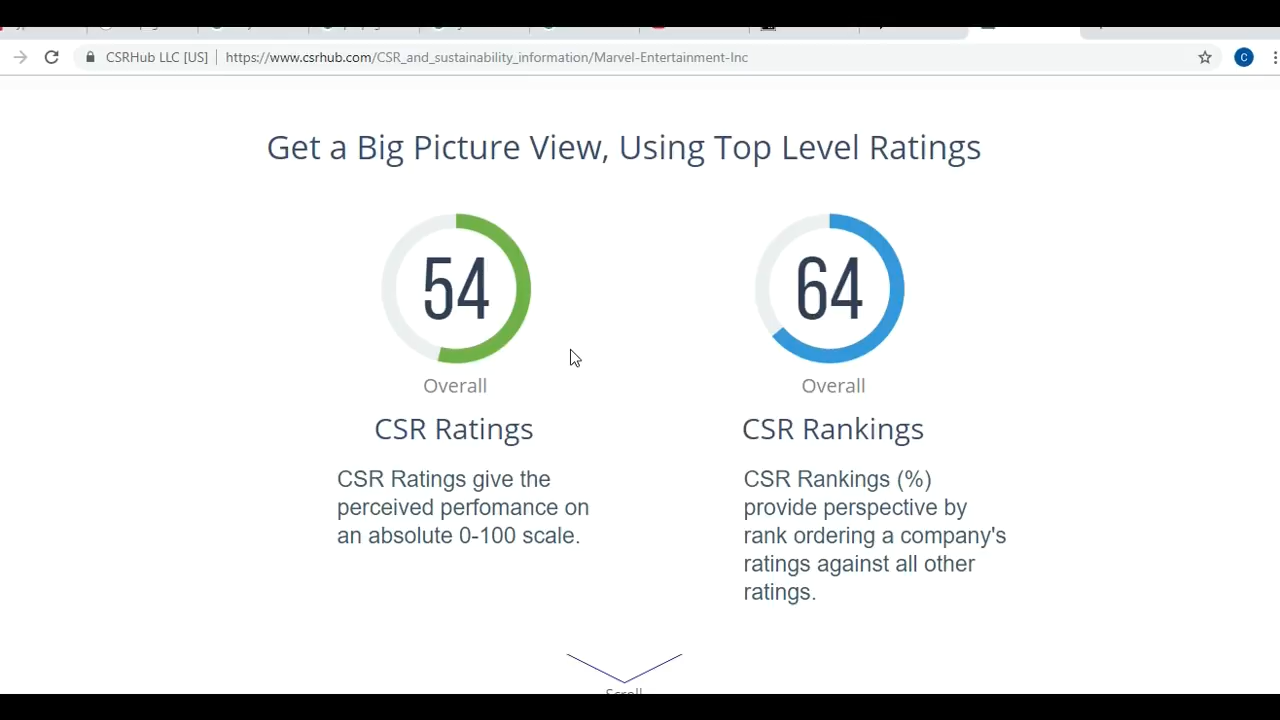 CSRHub LLC [US] https://www.csrhub.com/CSR_and_sustainability_information/Marvel-Entertainment-Inc
C
Get a Big Picture View, Using Top Level Ratings
54
64
Overall
Overall
CSR Ratings
CSR Rankings
CSR Ratings give the
perceived perfomance on
an absolute 0-100 scale.
CSR Rankings (%)
provide perspective by
rank ordering a company's
ratings against all other
ratings.
Scroll